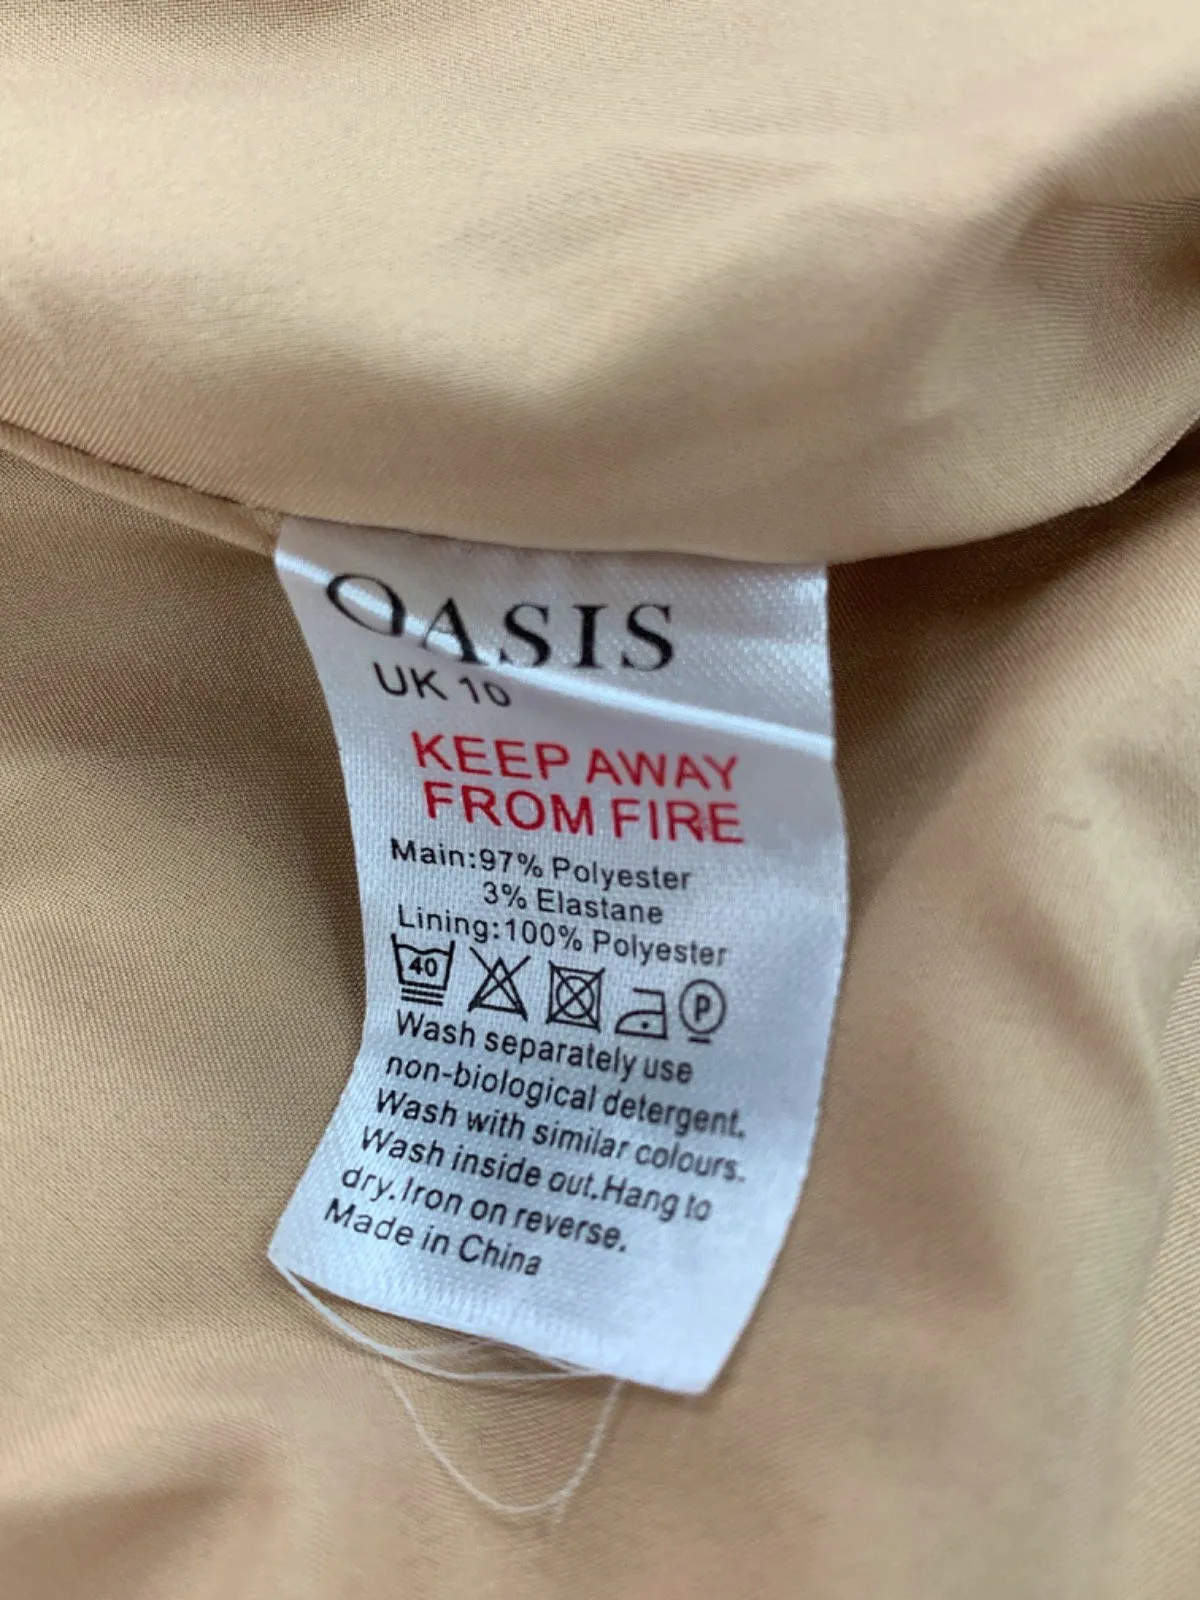 OASIS
UK 10
KEEP AWAY
FROM FIRE
Main:97% Polyester
3% Elastane
Lining:100% Polyester
40 P
Wash separately use
non-biological detergent.
Wash with similar colours.
Wash inside out.Hang to
dry.Iron on reverse.
Made in China